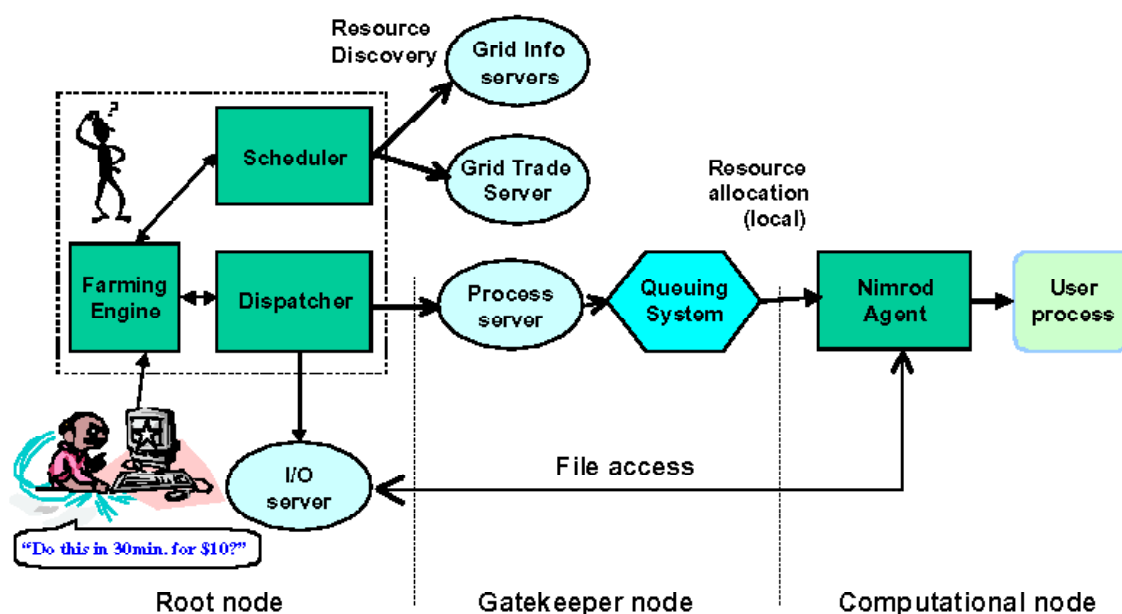 Resource
Discovery
Grid Info
servers
?
Scheduler
Grid Trade
Server
Resource
allocation
(local)
Farming
Engine
Dispatcher
Process
server
Queuing
System
Nimrod
Agent
User
process
I/O
server
File access
“Do this in 30min. for $10?”
Root node
Gatekeeper node
Computational node